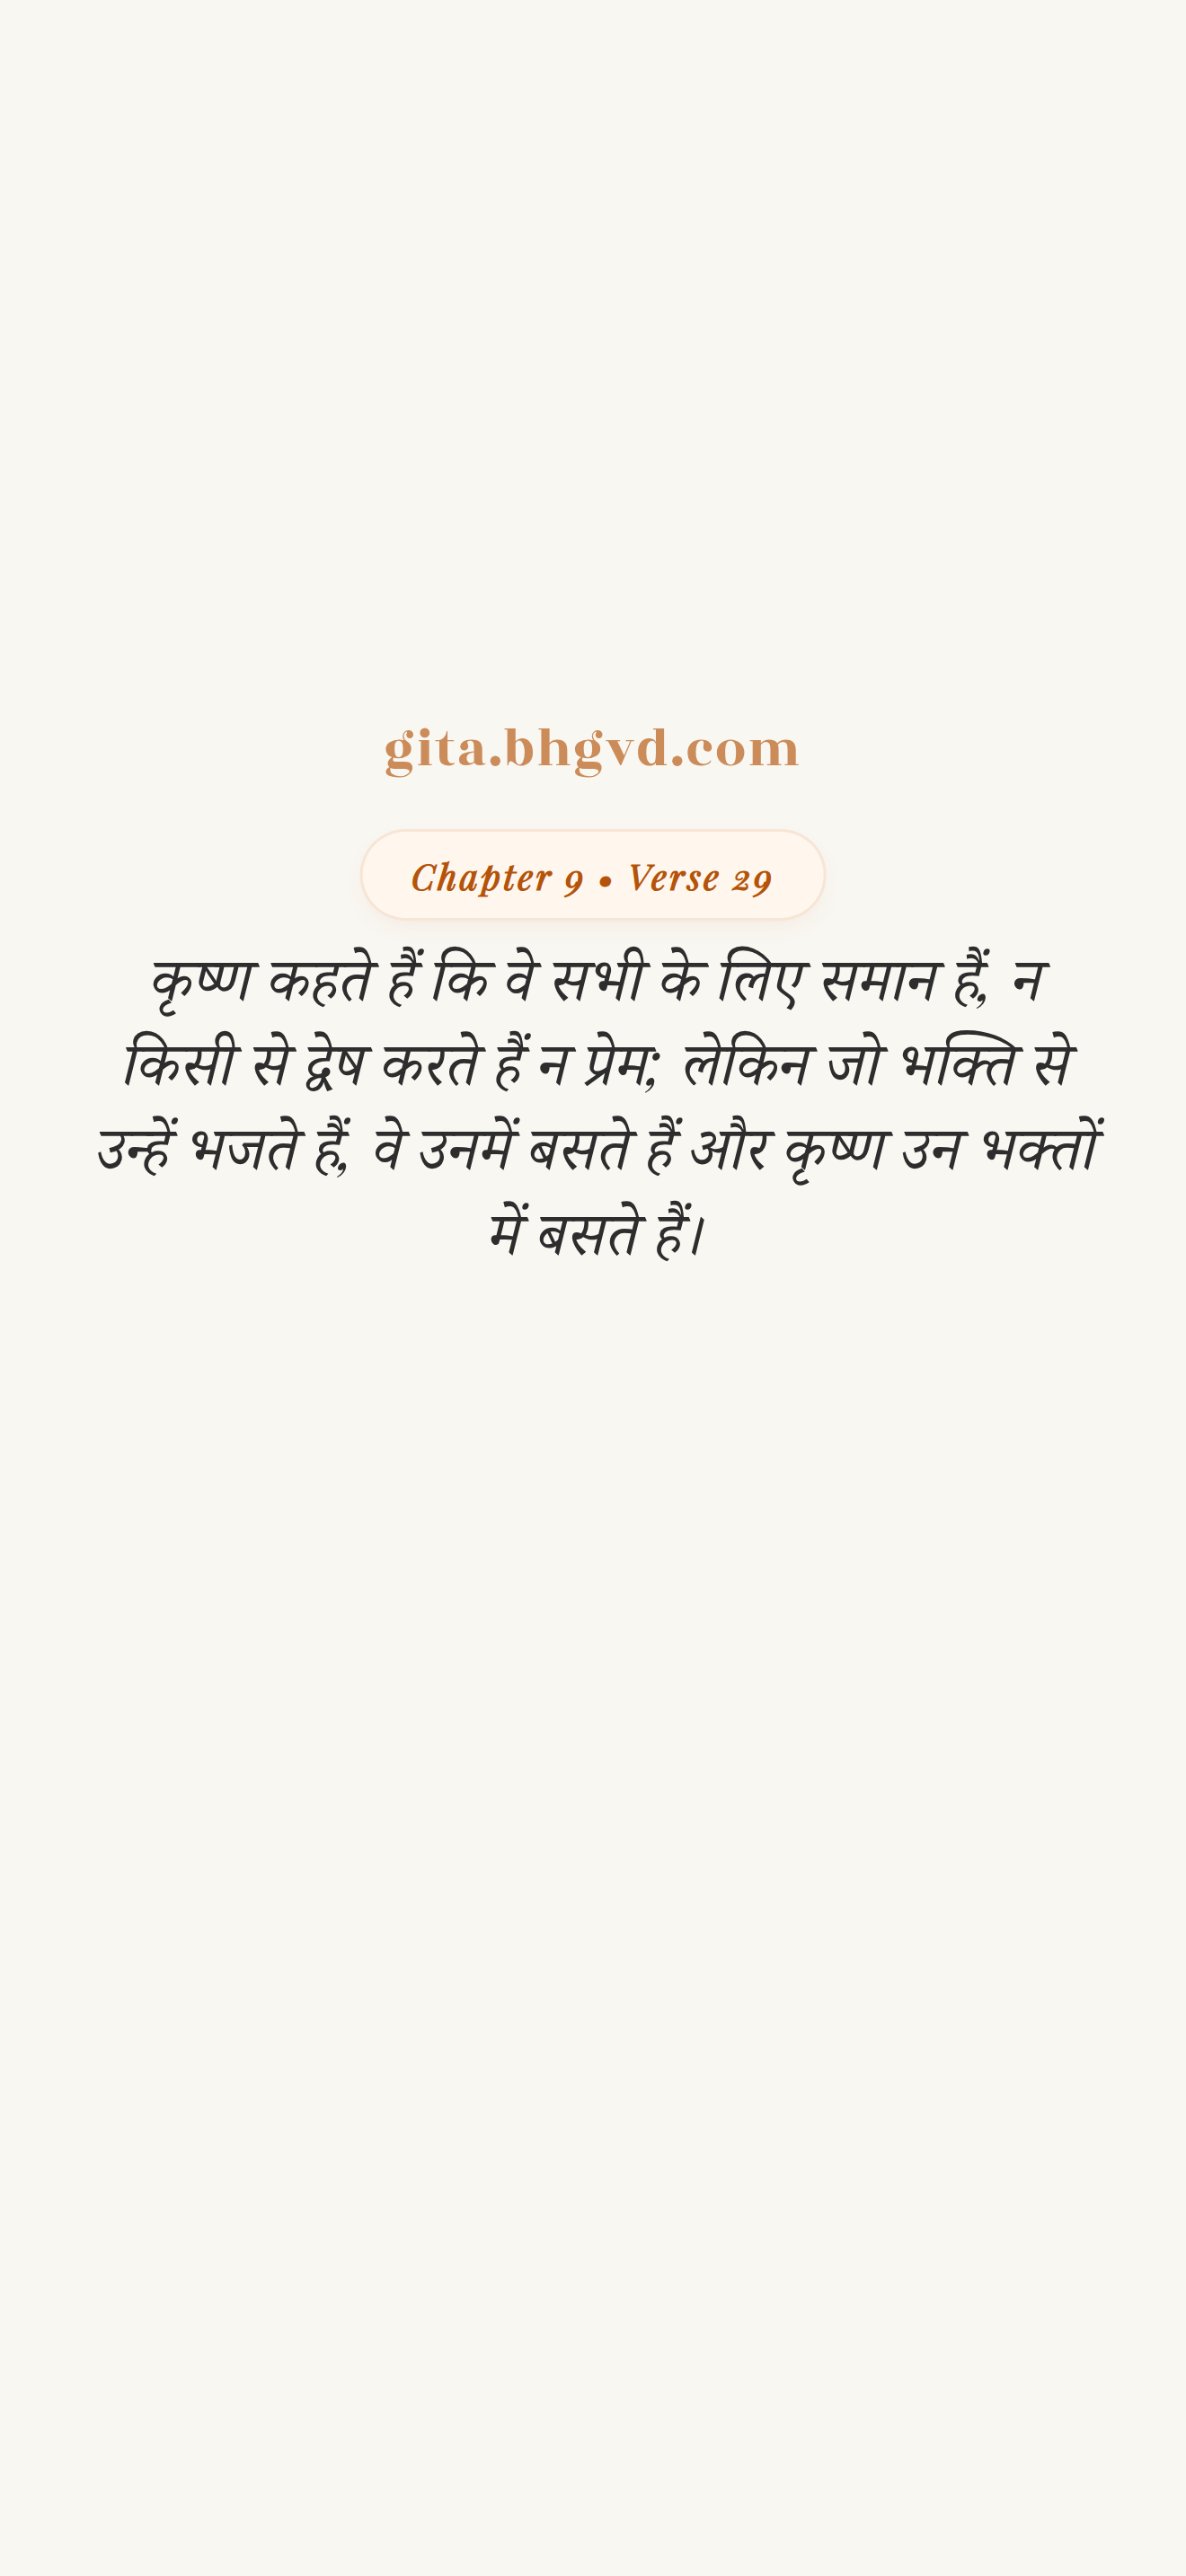 gita.bhgvd.com
Chapter 9 • Verse 29
कृष्ण कहते हैं कि वे सभी के लिए समान हैं, न
किसी से द्वेष करते हैं न प्रेम; लेकिन जो भक्ति से
उन्हें भजते हैं, वे उनमें बसते हैं और कृष्ण उन भक्तों
में बसते हैं।